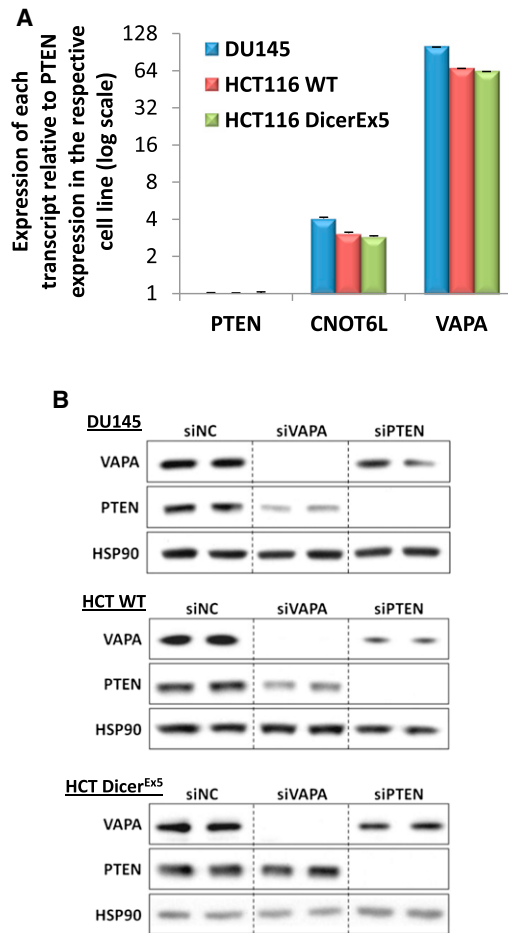 A
Expression of each
transcript relative to PTEN
expression in the respective
cell line (log scale)
128
64
32
16
8
4
2
1
DU145
HCT116 WT
HCT116 DicerEx5
PTEN CNOT6L VAPA
B
DU145
siNC siVAPA siPTEN
VAPA
PTEN
HSP90
HCT WT
siNC siVAPA siPTEN
VAPA
PTEN
HSP90
HCT DicerEx5
siNC siVAPA siPTEN
VAPA
PTEN
HSP90